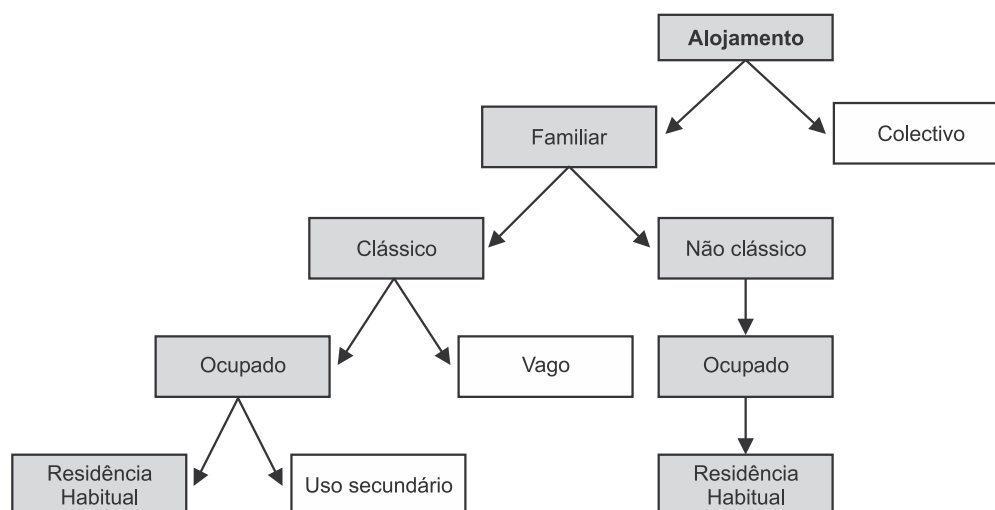 Alojamento
Familiar
Colectivo
Clássico
Não clássico
Ocupado
Vago
Ocupado
Residência
Habitual
Uso secundário
Residência
Habitual